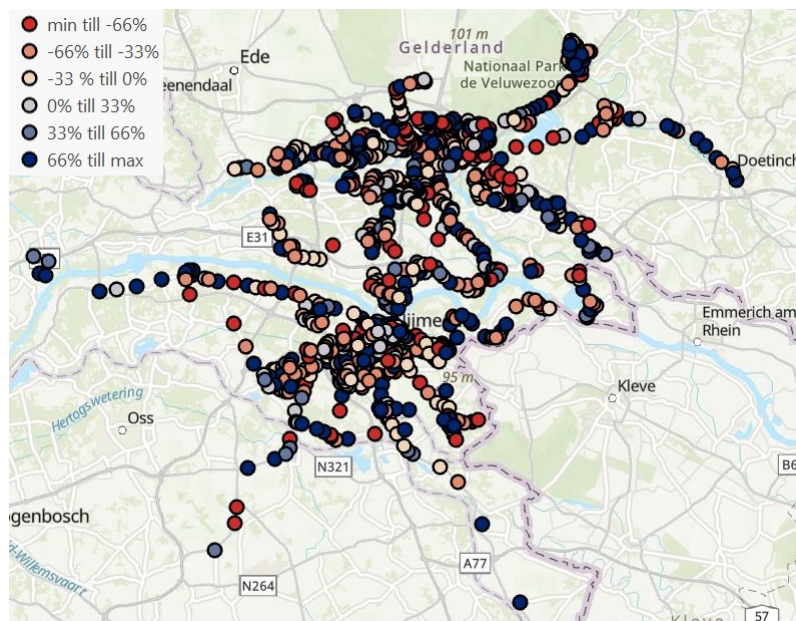 min till -66%
-66% till -33%
-33 % till 0%
0% till 33%
33% till 66%
66% till max
101 m
Gelderland
Ede
Nationaal Park
de Veluwezoom
eenendaal
Doetinch
E31
Emmerich am
Rhein
95 m
Kleve
Hertogswetering
Oss
N321
B6
ogenbosch
A77
N264
57